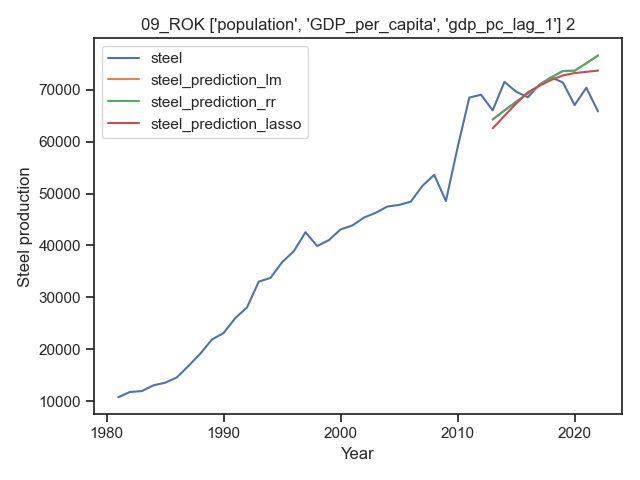 09_ROK ['population', 'GDP_per_capita', 'gdp_pc_lag_1'] 2
steel
steel_prediction_lm
steel_prediction_rr
steel_prediction_lasso
Steel production
70000
60000
50000
40000
30000
20000
10000
1980
1990
2000
2010
2020
Year